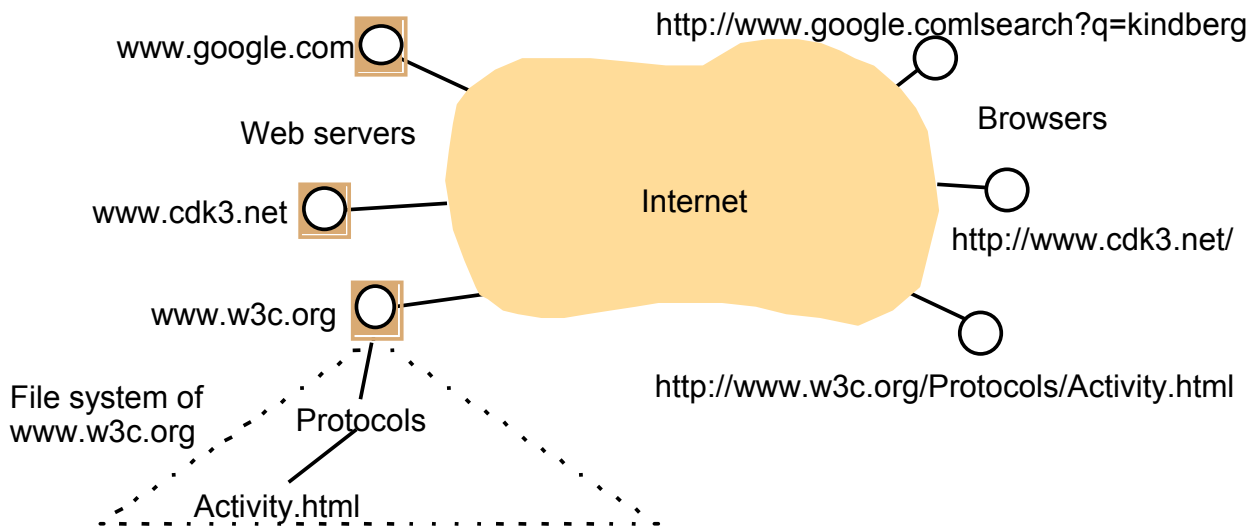 http://www.google.comlsearch?q=kindberg
www.google.com
Browsers
Web servers
Internet
www.cdk3.net
http://www.cdk3.net/
www.w3c.org
http://www.w3c.org/Protocols/Activity.html
File system of
www.w3c.org
Protocols
Activity.html